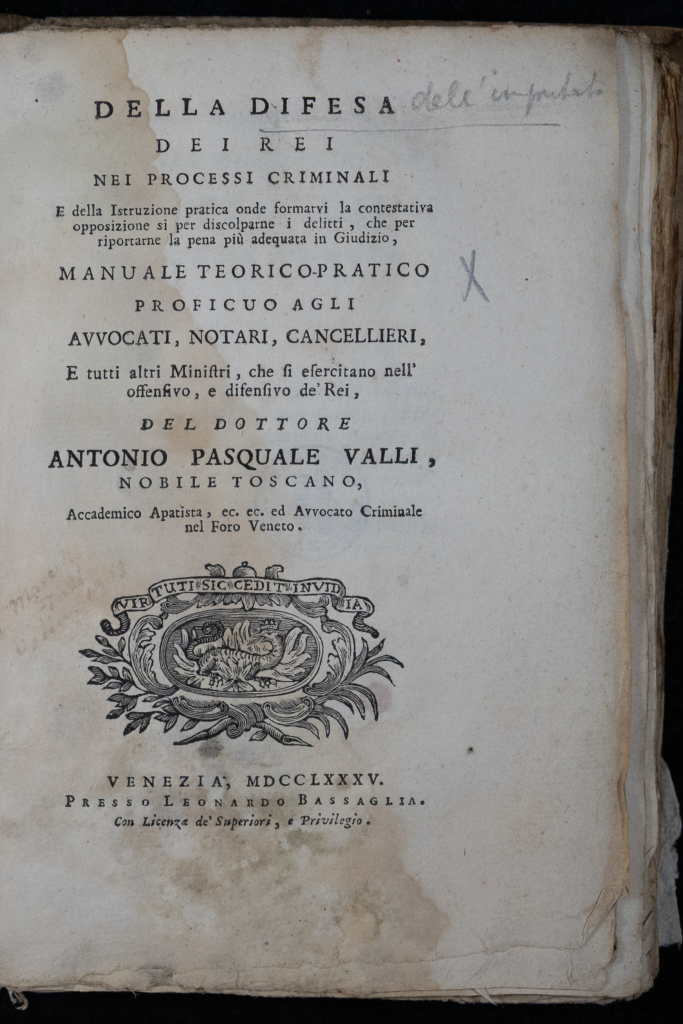 DELLA DIFESA dell'imputato
DEI REI
NEI PROCESSI CRIMINALI
E della Istruzione pratica onde formarvi la contestativa
opposizione si per discolparne i delitti, che per
riportarne la pena più adequata in Giudizio,
MANUALE TEORICO-PRATICO
PROFICUO AGLI
AVVOCATI, NOTARI, CANCELLIERI,
E tutti altri Miniſtri, che ſi eſercitano nell'
offenſivo, e difenſivo de' Rei,
DEL DOTTORE
ANTONIO PASQUALE VALLI,
NOBILE TOSCANO,
Accademico Apatista, ec. ec. ed Avvocato Criminale
nel Foro Veneto.
VIRTUTI SIC CEDIT INVIDIA
VENEZIA, MDCCLXXXV.
PRESSO LEONARDO BASSAGLIA.
Con Licenza de' Superiori, e Privilegio.